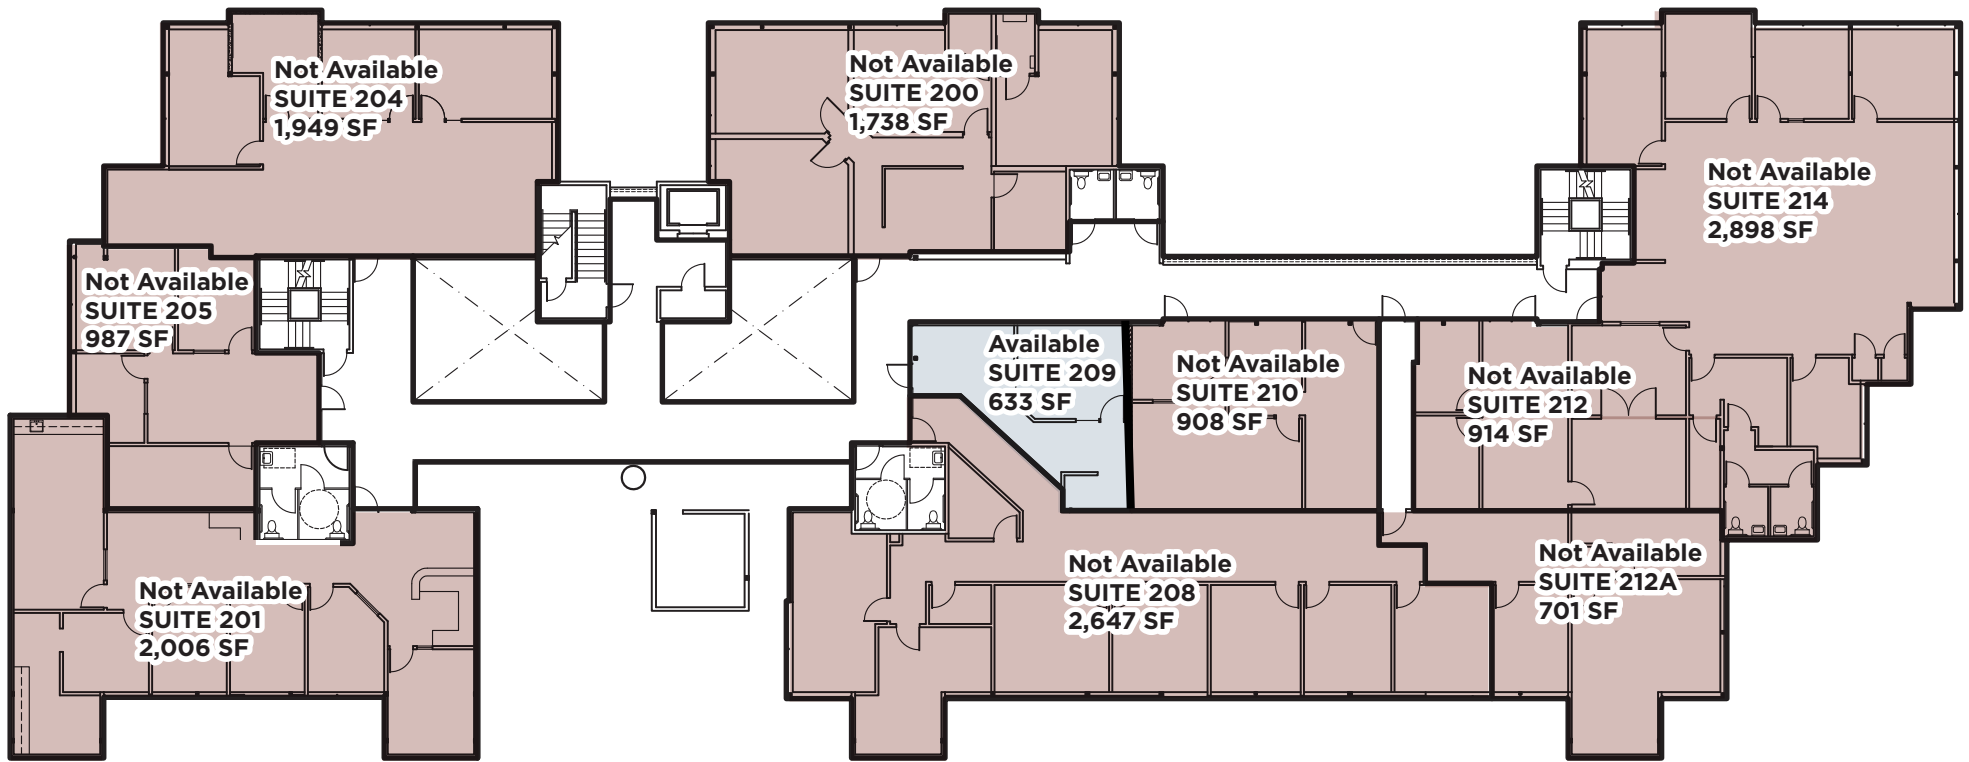 Not Available
SUITE 204
1,949 SF
Not Available
SUITE 200
1,738 SF
Not Available
SUITE 214
2,898 SF
Not Available
SUITE 205
987 SF
Available
SUITE 209
633 SF
Not Available
SUITE 210
908 SF
Not Available
SUITE 212
914 SF
Not Available
SUITE 201
2,006 SF
Not Available
SUITE 208
2,647 SF
Not Available
SUITE 212A
701 SF